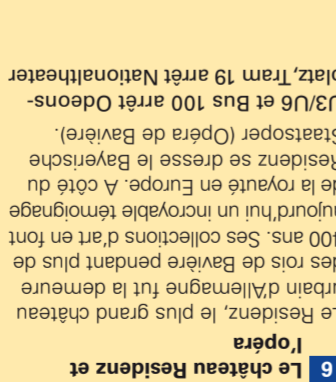 6 Le château Residenz et
l'opéra
Le Residenz, le plus grand château
urbain d'Allemagne fut la demeure
des rois de Bavière pendant plus de
400 ans. Ses collections d'art en font
aujourd'hui un incroyable témoignage
de la royauté en Europe. A côté du
Residenz se dresse le Bayerische
Staatsoper (Opéra de Bavière).
U3/U6 et Bus 100 arrêt Odeons-
platz, Tram 19 arrêt Nationaltheater